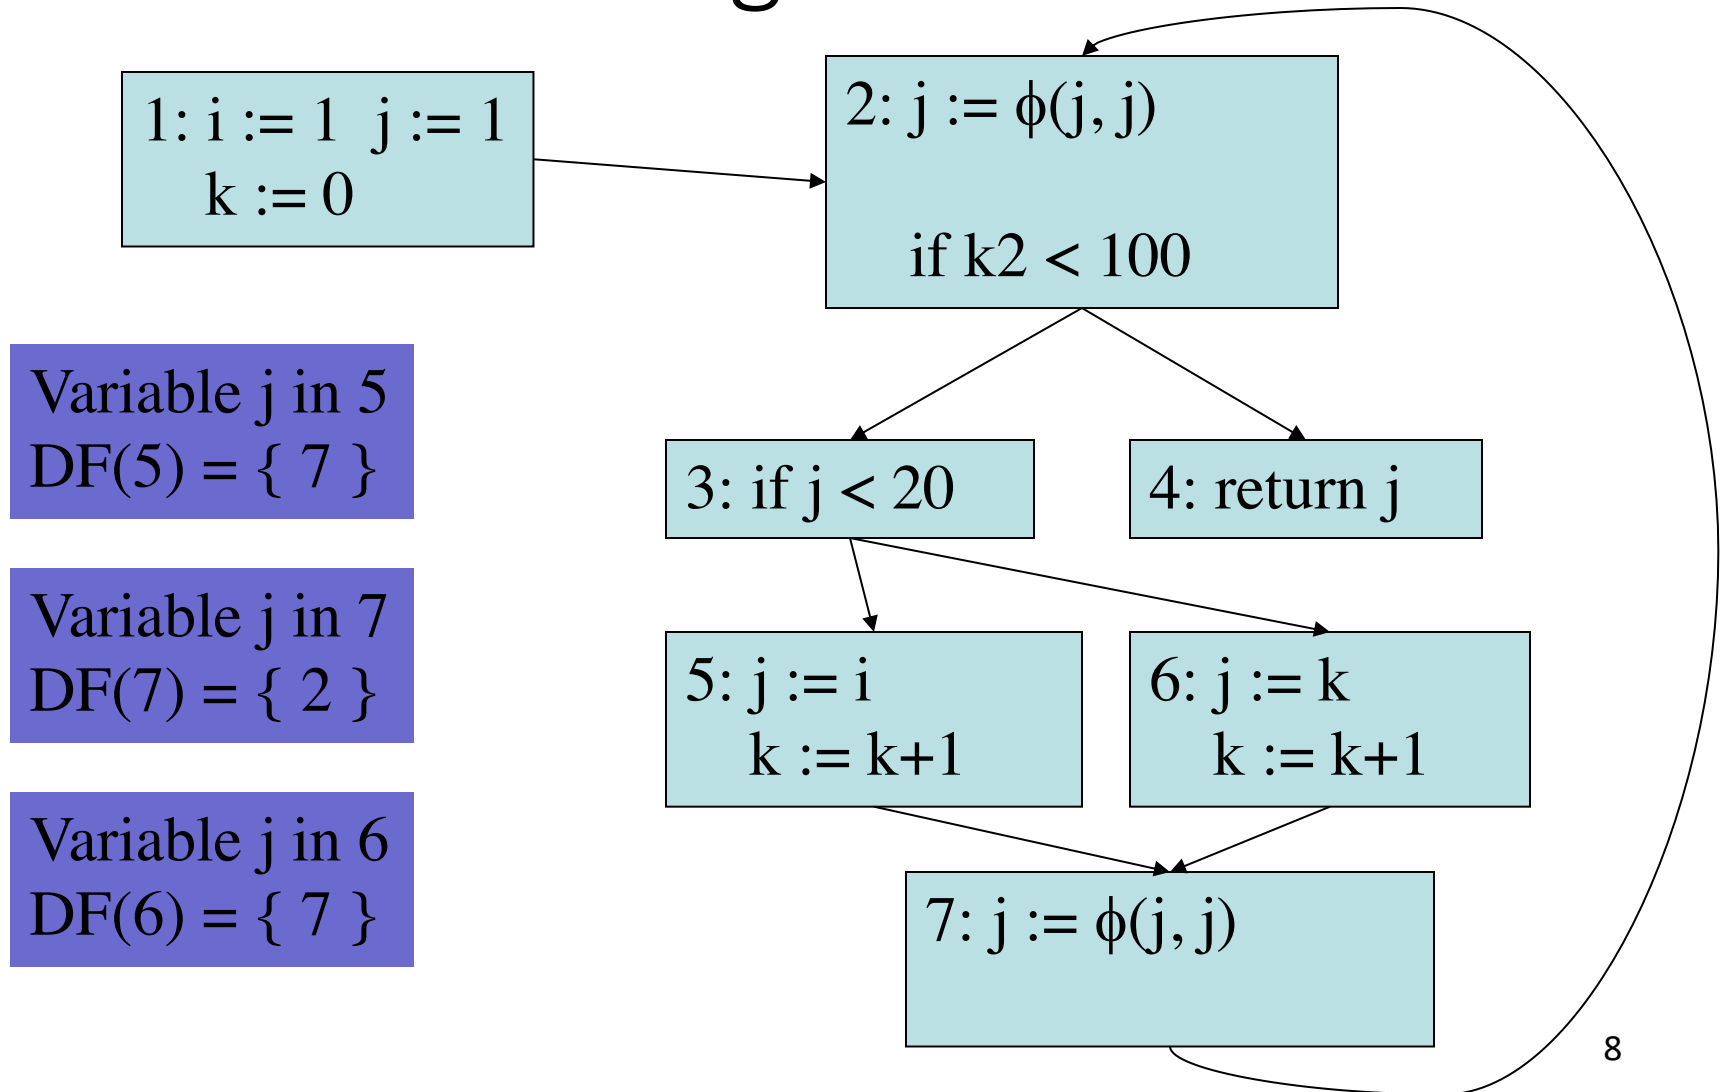 1: i := 1 j := 1
k := 0
2: j := ϕ(j, j)
if k2 < 100
Variable j in 5
DF(5) = { 7 }
3: if j < 20
4: return j
Variable j in 7
DF(7) = { 2 }
5: j := i
k := k+1
6: j := k
k := k+1
Variable j in 6
DF(6) = { 7 }
7: j := ϕ(j, j)
8